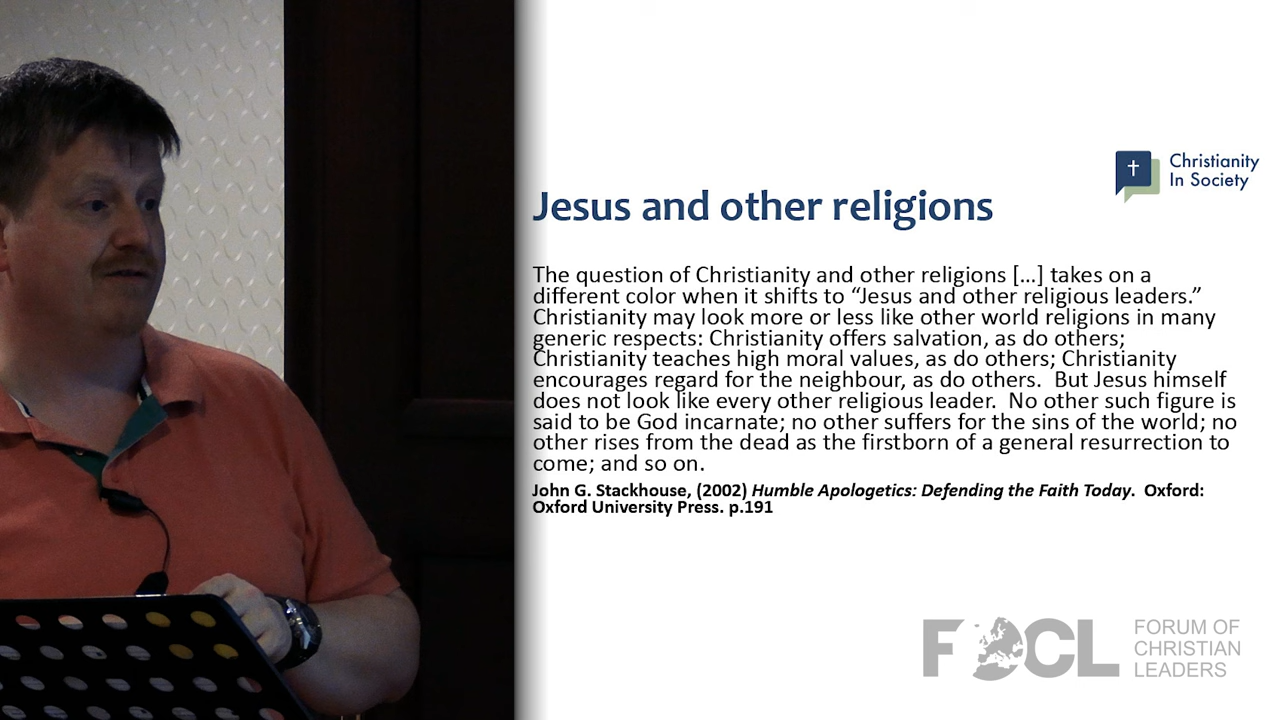 Christianity
In Society
Jesus and other religions
The question of Christianity and other religions […] takes on a
different color when it shifts to “Jesus and other religious leaders.”
Christianity may look more or less like other world religions in many
generic respects: Christianity offers salvation, as do others;
Christianity teaches high moral values, as do others; Christianity
encourages regard for the neighbour, as do others.  But Jesus himself
does not look like every other religious leader.  No other such figure is
said to be God incarnate; no other suffers for the sins of the world; no
other rises from the dead as the firstborn of a general resurrection to
come; and so on.
John G. Stackhouse, (2002) Humble Apologetics: Defending the Faith Today.  Oxford:
Oxford University Press. p.191
FOCL
FORUM OF
CHRISTIAN
LEADERS